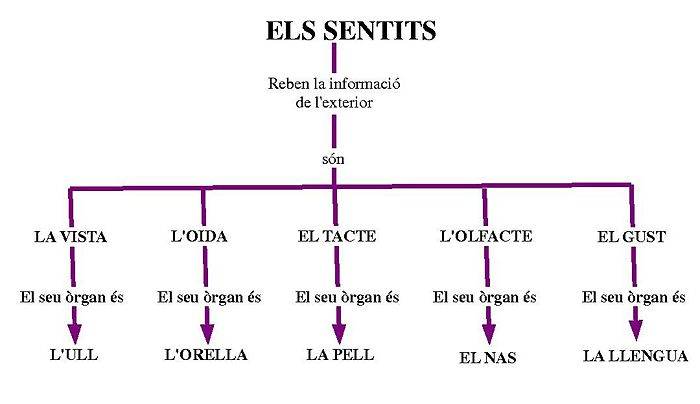 ELS SENTITS
Reben la informació
de l'exterior
són
LA VISTA
L'OIDA
EL TACTE
L'OLFACTE
EL GUST
El seu òrgan és
El seu òrgan és
El seu òrgan és
El seu òrgan és
El seu òrgan és
L'ULL
L'ORELLA
LA PELL
EL NAS
LA LLENGUA